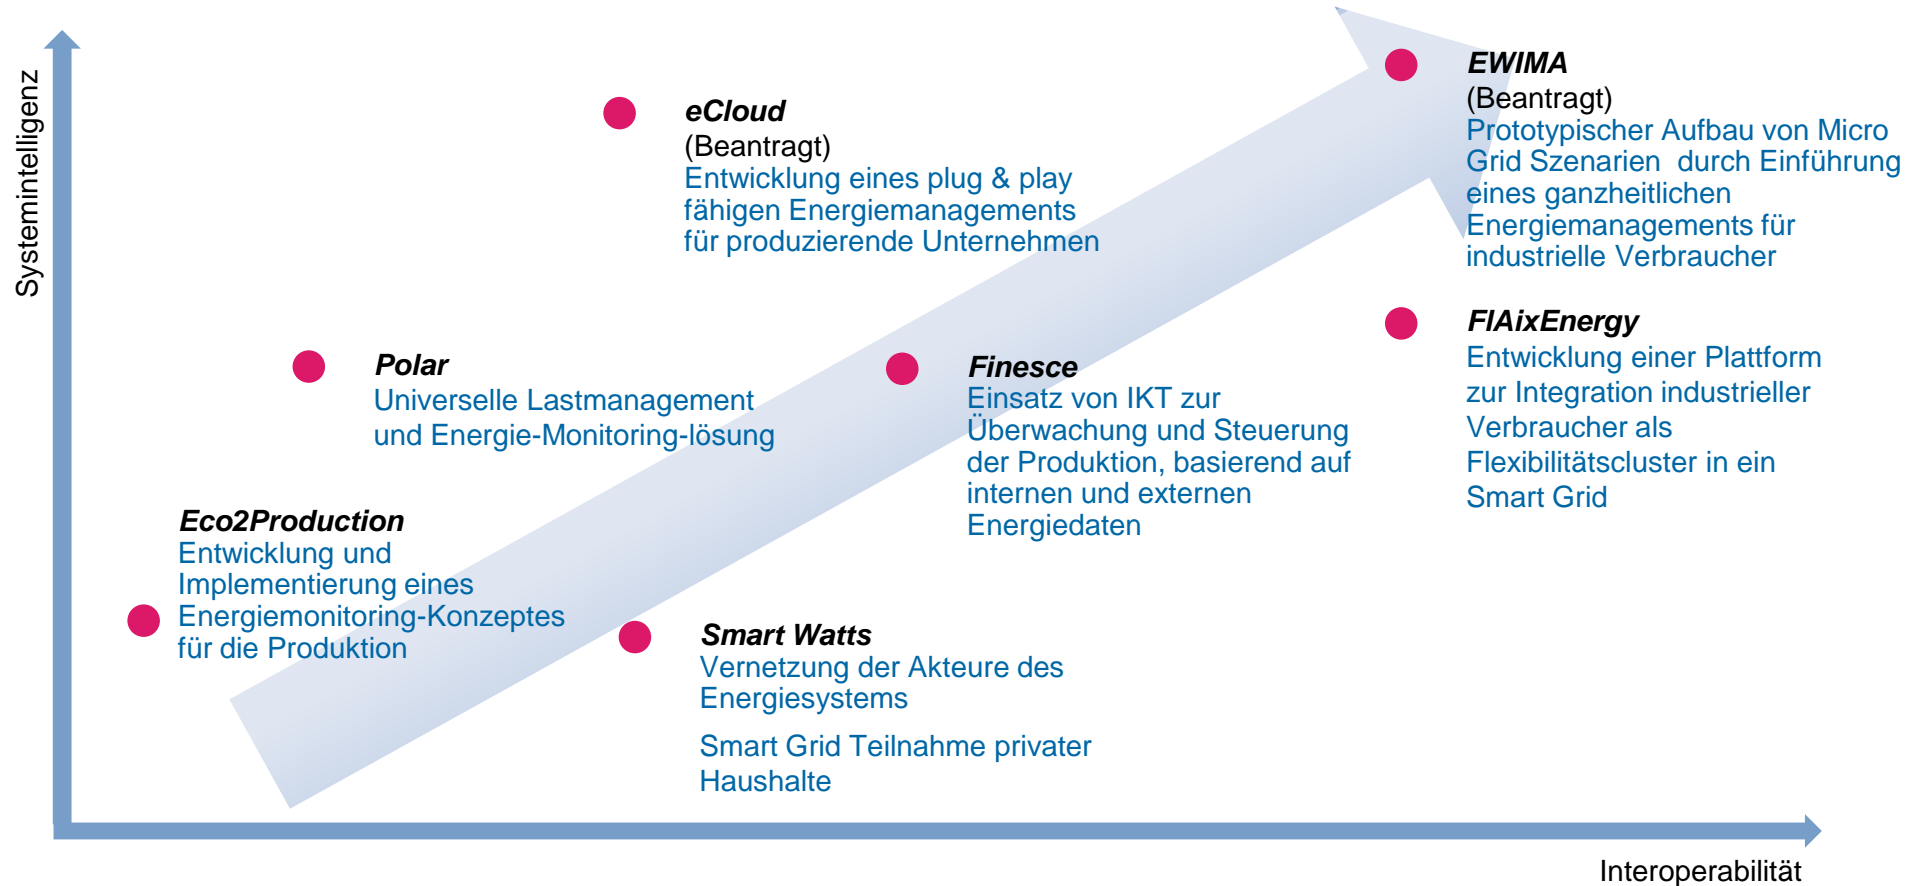 Systemintelligenz
EWIMA
(Beantragt)
Prototypischer Aufbau von Micro
Grid Szenarien durch Einführung
eines ganzheitlichen
Energiemanagements für
industrielle Verbraucher
eCloud
(Beantragt)
Entwicklung eines plug & play
fähigen Energiemanagements
für produzierende Unternehmen
FlAixEnergy
Entwicklung einer Plattform
zur Integration industrieller
Verbraucher als
Flexibilitätscluster in ein
Smart Grid
Polar
Universelle Lastmanagement
und Energie-Monitoring-lösung
Finesce
Einsatz von IKT zur
Überwachung und Steuerung
der Produktion, basierend auf
internen und externen
Energiedaten
Eco2Production
Entwicklung und
Implementierung eines
Energiemonitoring-Konzeptes
für die Produktion
Smart Watts
Vernetzung der Akteure des
Energiesystems
Smart Grid Teilnahme privater
Haushalte
Interoperabilität